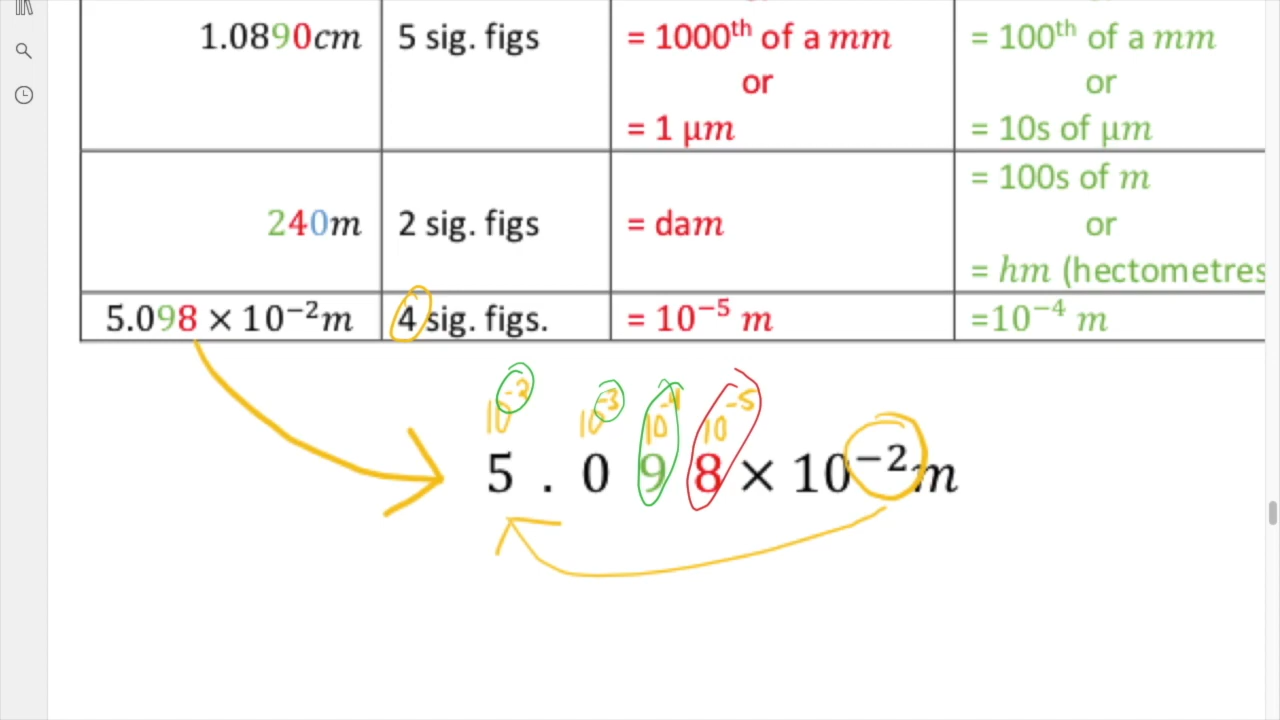 1.0890cm 5 sig. figs = 1000th of a mm = 100th of a mm
or or
= 1 μm = 10s of μm
= 100s of m
240m 2 sig. figs = dam or
= hm (hectometres
5.098 × 10⁻²m 4 sig. figs. = 10⁻⁵ m =10⁻⁴ m
10⁻² 10⁻³ 10⁻⁴ 10⁻⁵
5 . 0 9 8 × 10⁻²m